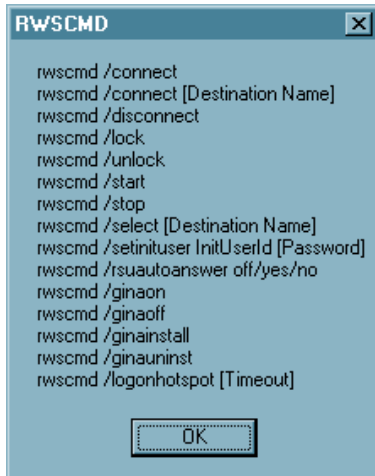 RWSCMD
rwscmd /connect
rwscmd /connect [Destination Name]
rwscmd /disconnect
rwscmd /lock
rwscmd /unlock
rwscmd /start
rwscmd /stop
rwscmd /select [Destination Name]
rwscmd /setinituser InitUserId [Password]
rwscmd /rsuautoanswer off/yes/no
rwscmd /ginaon
rwscmd /ginaoff
rwscmd /ginainstall
rwscmd /ginauninst
rwscmd /logonhotspot [Timeout]
OK